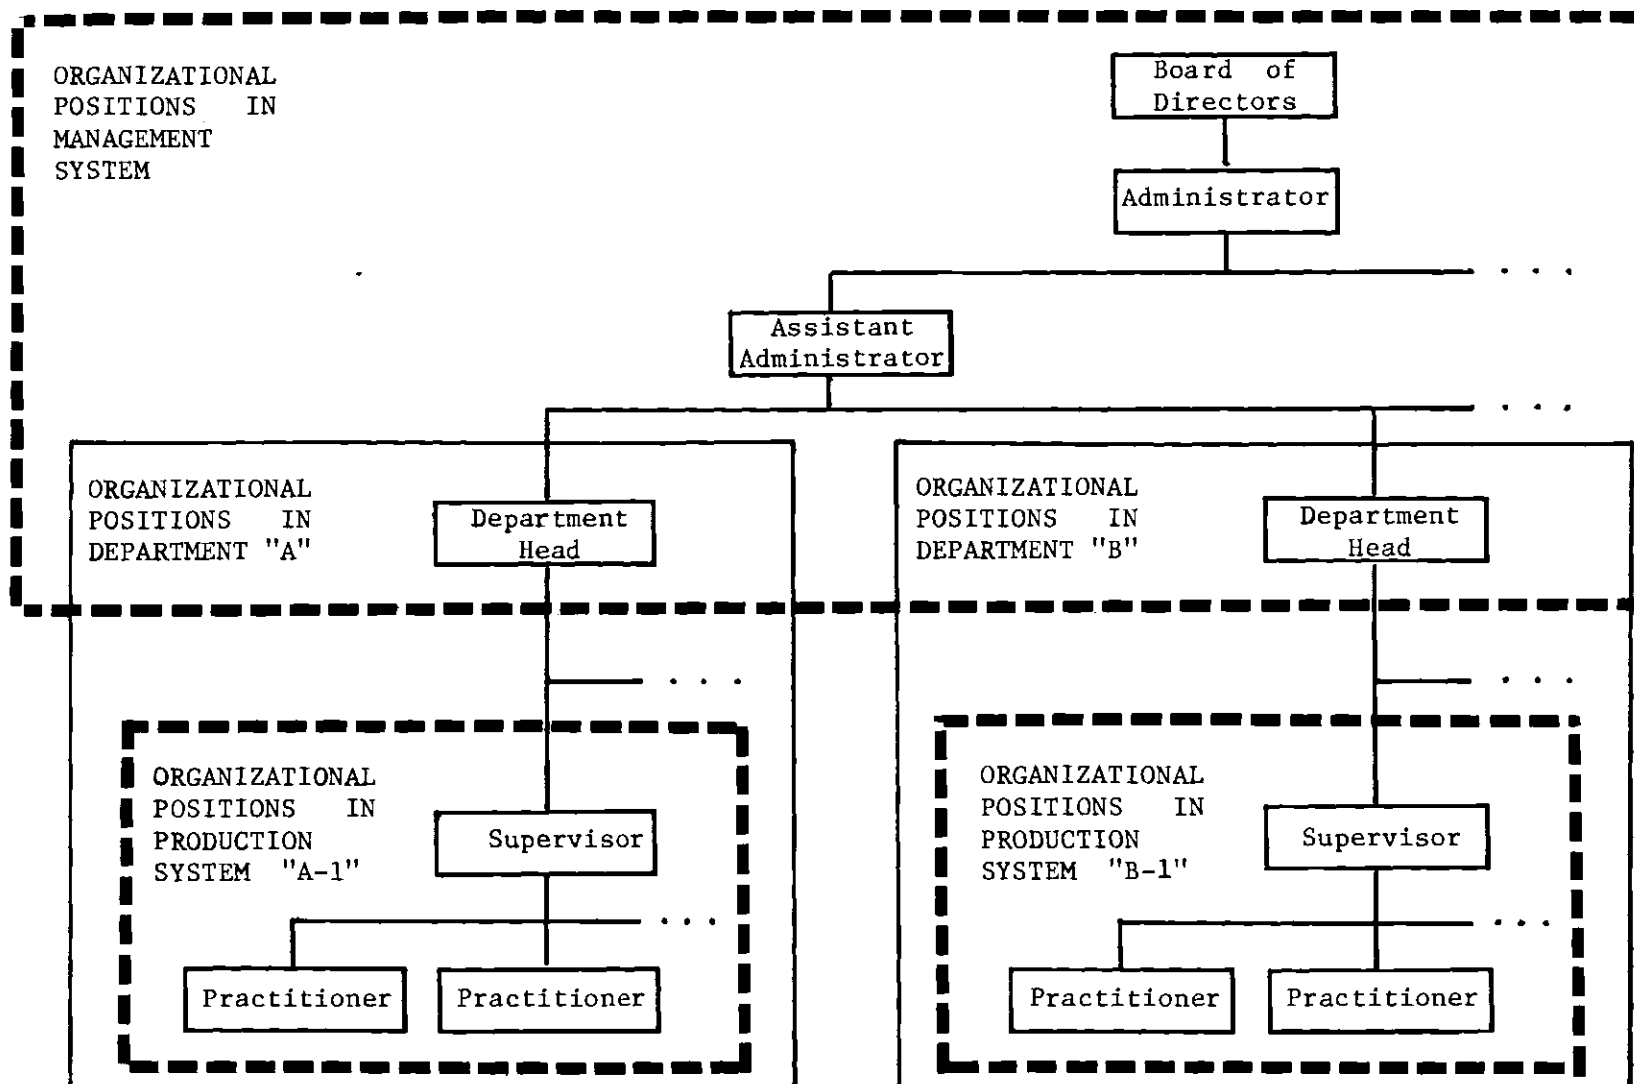 ORGANIZATIONAL
POSITIONS IN
MANAGEMENT
SYSTEM
Board of
Directors
Administrator
. . .
Assistant
Administrator
. . .
ORGANIZATIONAL
POSITIONS IN
DEPARTMENT "A"
Department
Head
ORGANIZATIONAL
POSITIONS IN
DEPARTMENT "B"
Department
Head
. . .
. . .
ORGANIZATIONAL
POSITIONS IN
PRODUCTION
SYSTEM "A-1"
Supervisor
. . .
Practitioner
Practitioner
ORGANIZATIONAL
POSITIONS IN
PRODUCTION
SYSTEM "B-1"
Supervisor
. . .
Practitioner
Practitioner